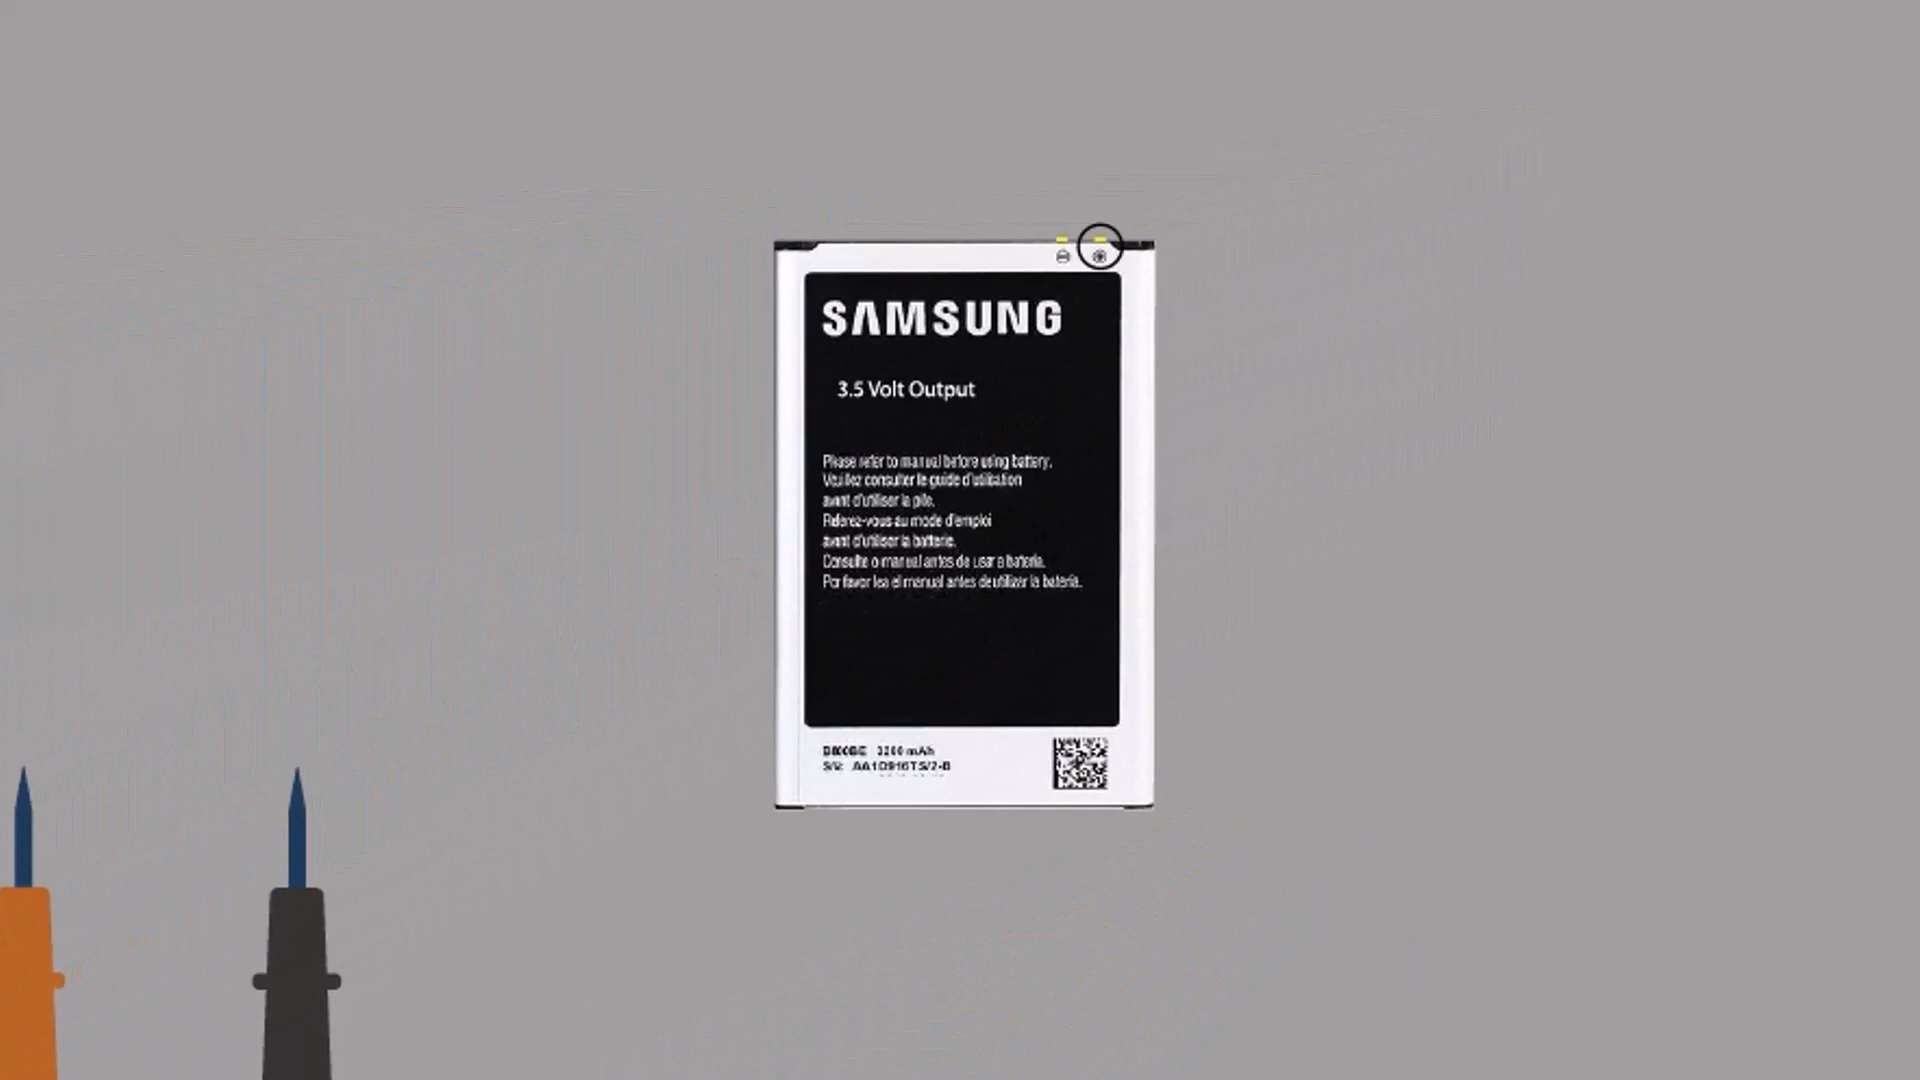 SAMSUNG
3.5 Volt Output
Please refer to manual before using battery.
Veuillez consulter le guide d'utilisation
avant d'utiliser la pile.
Referez-vous au mode d'emploi
avant d'utiliser la batterie.
Consulte o manual antes de usar a bateria.
Por favor lea el manual antes de utilizar la bateria.
B800BE 3200 mAh